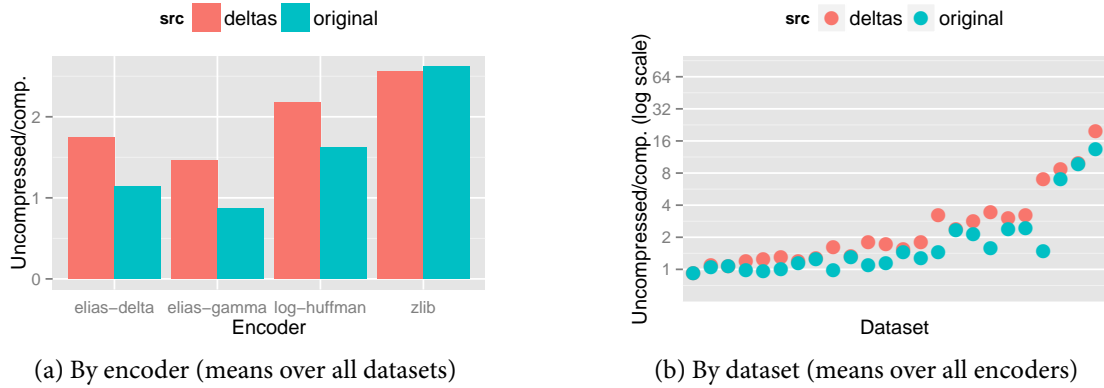 src deltas original
Uncompressed/comp.
2
1
0
elias−delta elias−gamma log−huffman zlib
Encoder
(a) By encoder (means over all datasets)
src deltas original
Uncompressed/comp. (log scale)
64
32
16
8
4
2
1
Dataset
(b) By dataset (means over all encoders)